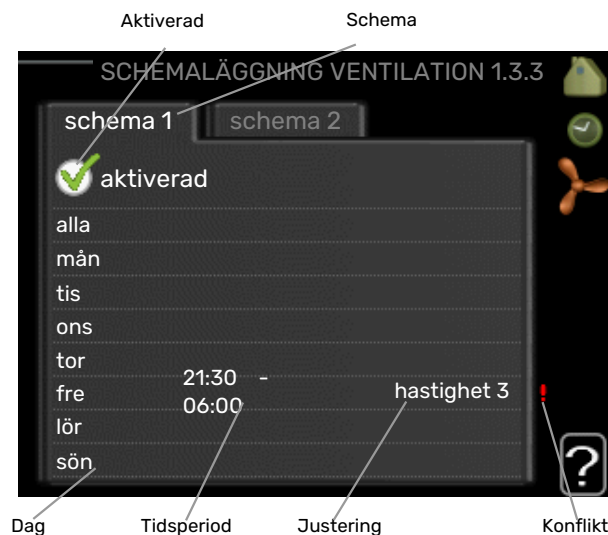 Aktiverad Schema
SCHEMALÄGGNING VENTILATION 1.3.3
schema 1 schema 2
aktiverad
alla
mån
tis
ons
tor
fre 21:30 - 06:00 hastighet 3 !
lör
sön
?
Dag Tidsperiod Justering Konflikt